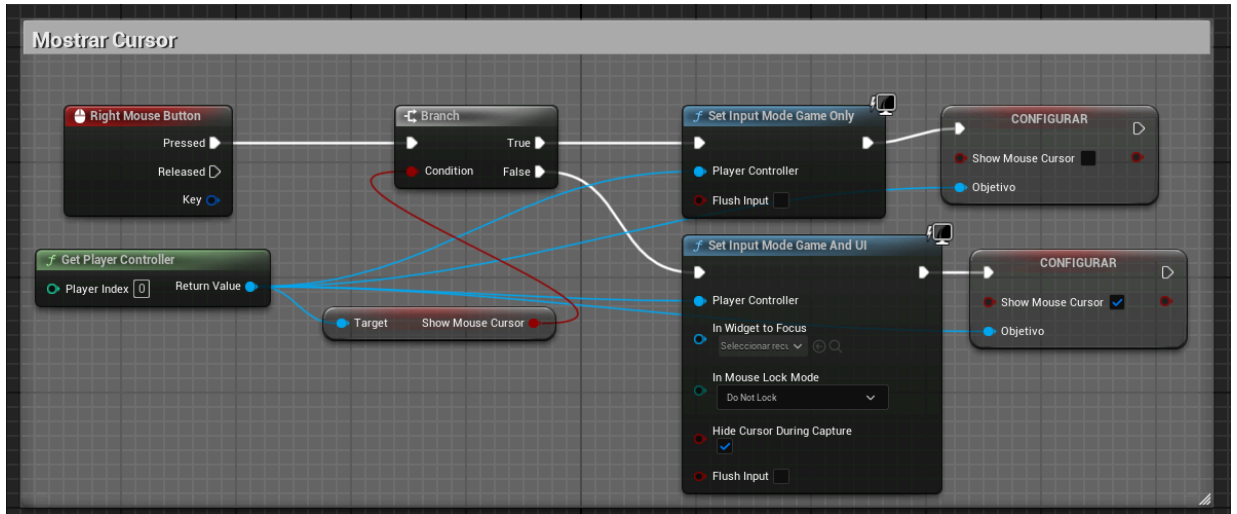 Mostrar Cursor
Right Mouse Button
Pressed
Released
Key
Branch
True
Condition
False
Set Input Mode Game Only
Player Controller
Flush Input
CONFIGURAR
Show Mouse Cursor
Objetivo
Get Player Controller
Player Index 0
Return Value
Target
Show Mouse Cursor
Set Input Mode Game And UI
Player Controller
In Widget to Focus
Seleccionar recu
In Mouse Lock Mode
Do Not Lock
Hide Cursor During Capture
Flush Input
CONFIGURAR
Show Mouse Cursor
Objetivo